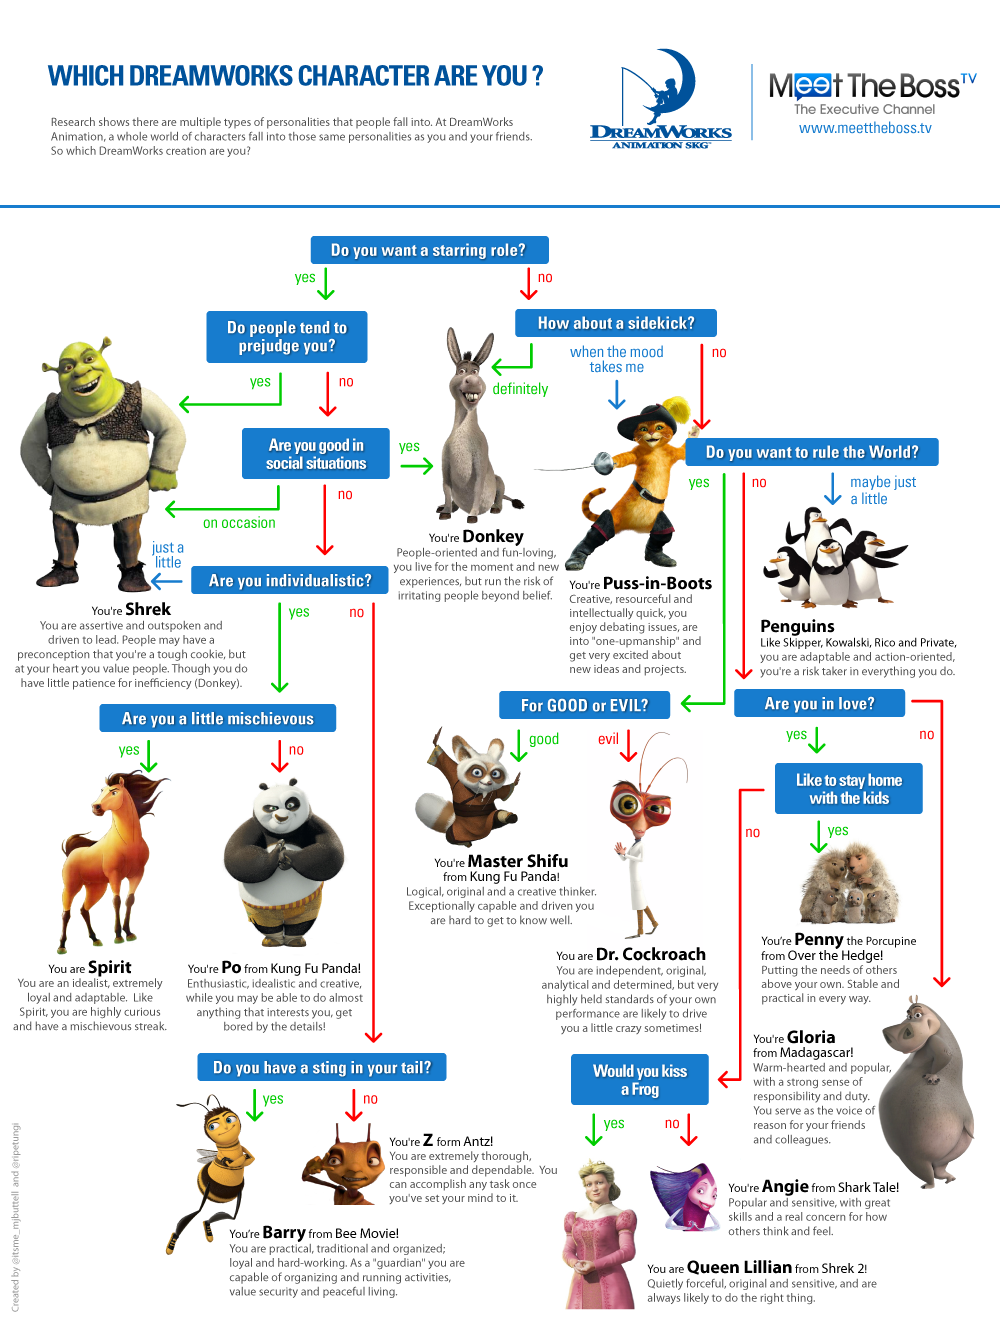 WHICH DREAMWORKS CHARACTER ARE YOU ?
Research shows there are multiple types of personalities that people fall into. At DreamWorks
Animation, a whole world of characters fall into those same personalities as you and your friends.
So which DreamWorks creation are you?
DREAMWORKS
ANIMATION SKG
Meet The Boss TV
The Executive Channel
www.meettheboss.tv
Do you want a starring role?
yes
no
Do people tend to
prejudge you?
How about a sidekick?
yes
no
definitely
when the mood
takes me
no
Are you good in
social situations
yes
on occasion
no
Do you want to rule the World?
yes
no
maybe just
a little
just a
little
Are you individualistic?
yes
no
You're Donkey
People-oriented and fun-loving,
you live for the moment and new
experiences, but run the risk of
irritating people beyond belief.
You're Puss-in-Boots
Creative, resourceful and
intellectually quick, you
enjoy debating issues, are
into "one-upmanship" and
get very excited about
new ideas and projects.
You're Shrek
You are assertive and outspoken and
driven to lead. People may have a
preconception that you're a tough cookie, but
at your heart you value people. Though you do
have little patience for inefficiency (Donkey).
Penguins
Like Skipper, Kowalski, Rico and Private,
you are adaptable and action-oriented,
you're a risk taker in everything you do.
Are you a little mischievous
yes
no
For GOOD or EVIL?
good
evil
Are you in love?
yes
no
Like to stay home
with the kids
no
yes
You're Master Shifu
from Kung Fu Panda!
Logical, original and a creative thinker.
Exceptionally capable and driven you
are hard to get to know well.
You're Penny the Porcupine
from Over the Hedge!
Putting the needs of others
above your own. Stable and
practical in every way.
You are Dr. Cockroach
You are independent, original,
analytical and determined, but very
highly held standards of your own
performance are likely to drive
you a little crazy sometimes!
You are Spirit
You are an idealist, extremely
loyal and adaptable. Like
Spirit, you are highly curious
and have a mischievous streak.
You're Po from Kung Fu Panda!
Enthusiastic, idealistic and creative,
while you may be able to do almost
anything that interests you, get
bored by the details!
You're Gloria
from Madagascar!
Warm-hearted and popular,
with a strong sense of
responsibility and duty.
You serve as the voice of
reason for your friends
and colleagues.
Do you have a sting in your tail?
yes
no
Would you kiss
a Frog
yes
no
You're Z form Antz!
You are extremely thorough,
responsible and dependable. You
can accomplish any task once
you've set your mind to it.
You're Angie from Shark Tale!
Popular and sensitive, with great
skills and a real concern for how
others think and feel.
You're Barry from Bee Movie!
You are practical, traditional and organized;
loyal and hard-working. As a "guardian" you are
capable of organizing and running activities,
value security and peaceful living.
You are Queen Lillian from Shrek 2!
Quietly forceful, original and sensitive, and are
always likely to do the right thing.
Created by @itsme_mjbuttell and @ripetungi